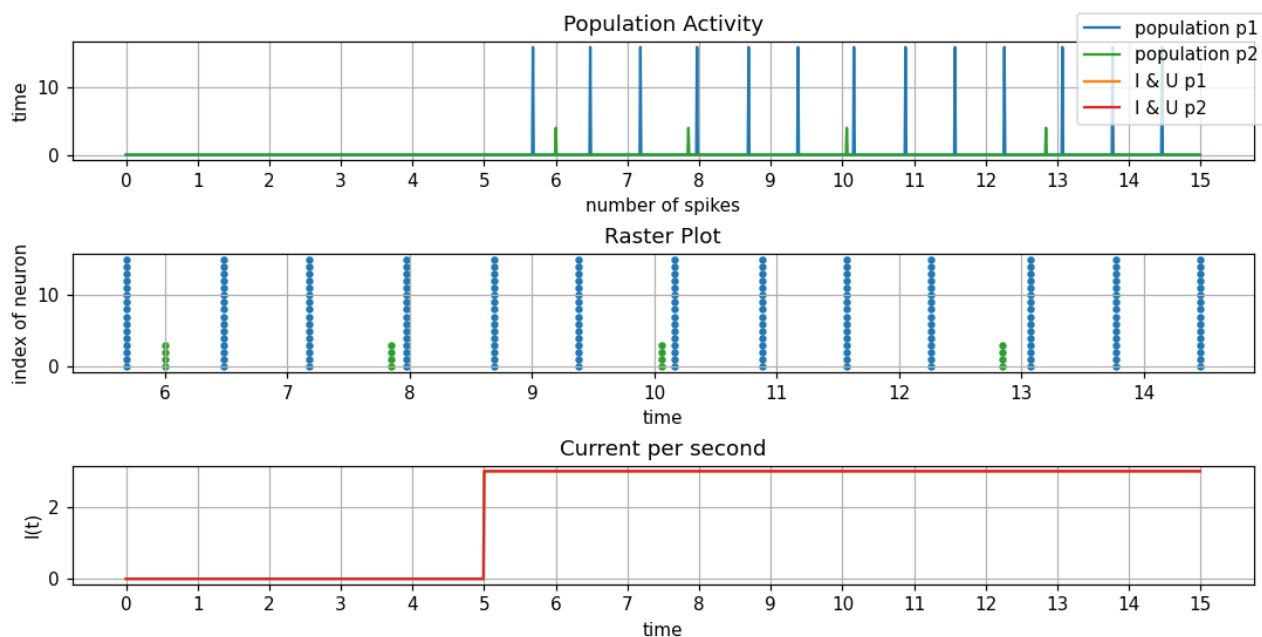 Population Activity
population p1
population p2
I & U p1
I & U p2
time
10
0
0 1 2 3 4 5 6 7 8 9 10 11 12 13 14 15
number of spikes
Raster Plot
index of neuron
10
0
6 7 8 9 10 11 12 13 14
time
Current per second
I(t)
2
0
0 1 2 3 4 5 6 7 8 9 10 11 12 13 14 15
time